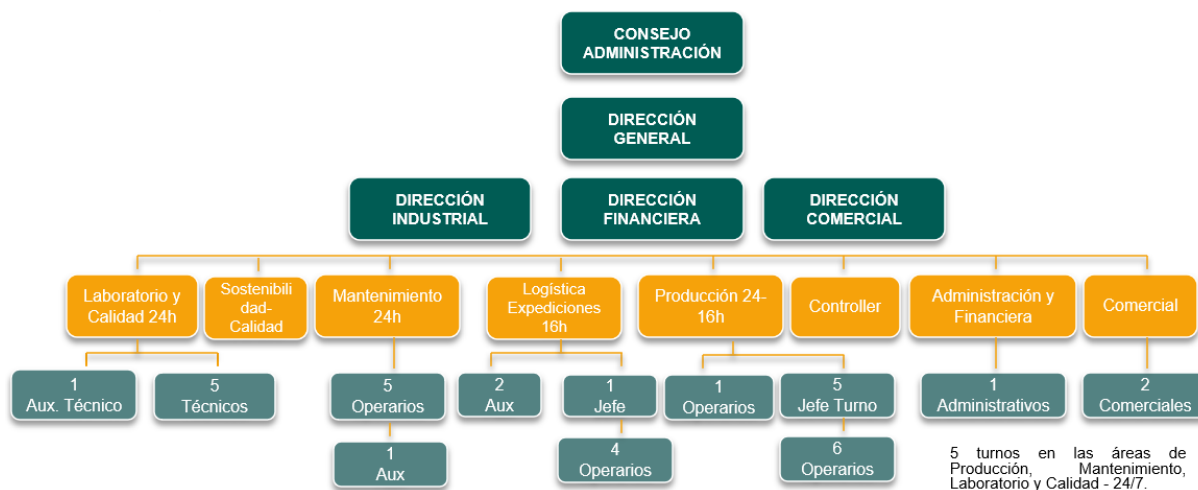 CONSEJO
ADMINISTRACIÓN
DIRECCIÓN
GENERAL
DIRECCIÓN
INDUSTRIAL
DIRECCIÓN
FINANCIERA
DIRECCIÓN
COMERCIAL
Laboratorio y
Calidad 24h
Sostenibili
dad-
Calidad
Mantenimiento
24h
Logística
Expediciones
16h
Producción 24-
16h
Controller
Administración y
Financiera
Comercial
1
Aux. Técnico
5
Técnicos
5
Operarios
2
Aux
1
Jefe
1
Operarios
5
Jefe Turno
1
Administrativos
2
Comerciales
1
Aux
4
Operarios
6
Operarios
5 turnos en las áreas de
Producción, Mantenimiento,
Laboratorio y Calidad - 24/7.